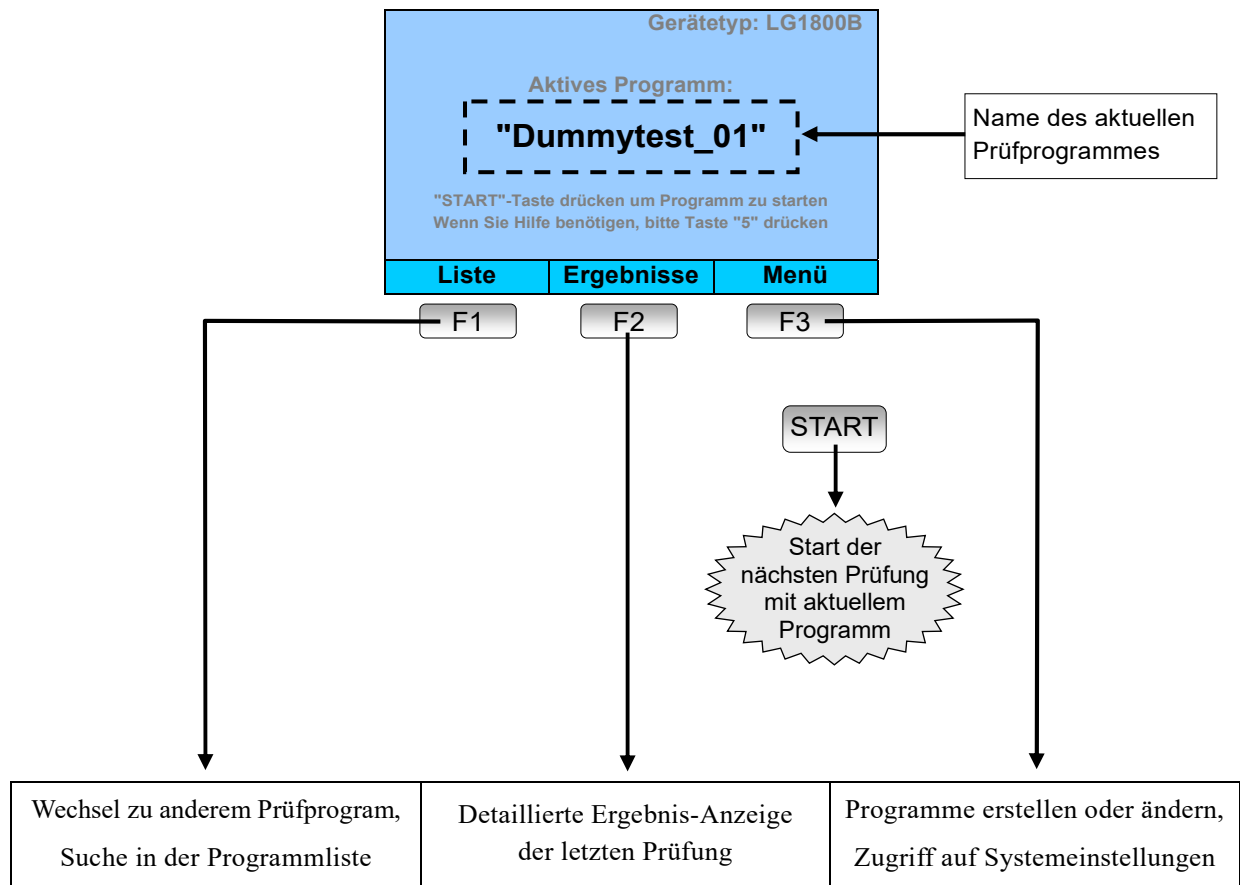 Gerätetyp: LG1800B
Aktives Programm:
"Dummytest_01"
Name des aktuellen
Prüfprogrammes
"START"-Taste drücken um Programm zu starten
Wenn Sie Hilfe benötigen, bitte Taste "5" drücken
Liste Ergebnisse Menü
F1 F2 F3
START
Start der
nächsten Prüfung
mit aktuellem
Programm
Wechsel zu anderem Prüfprogram,
Suche in der Programmliste
Detaillierte Ergebnis-Anzeige
der letzten Prüfung
Programme erstellen oder ändern,
Zugriff auf Systemeinstellungen